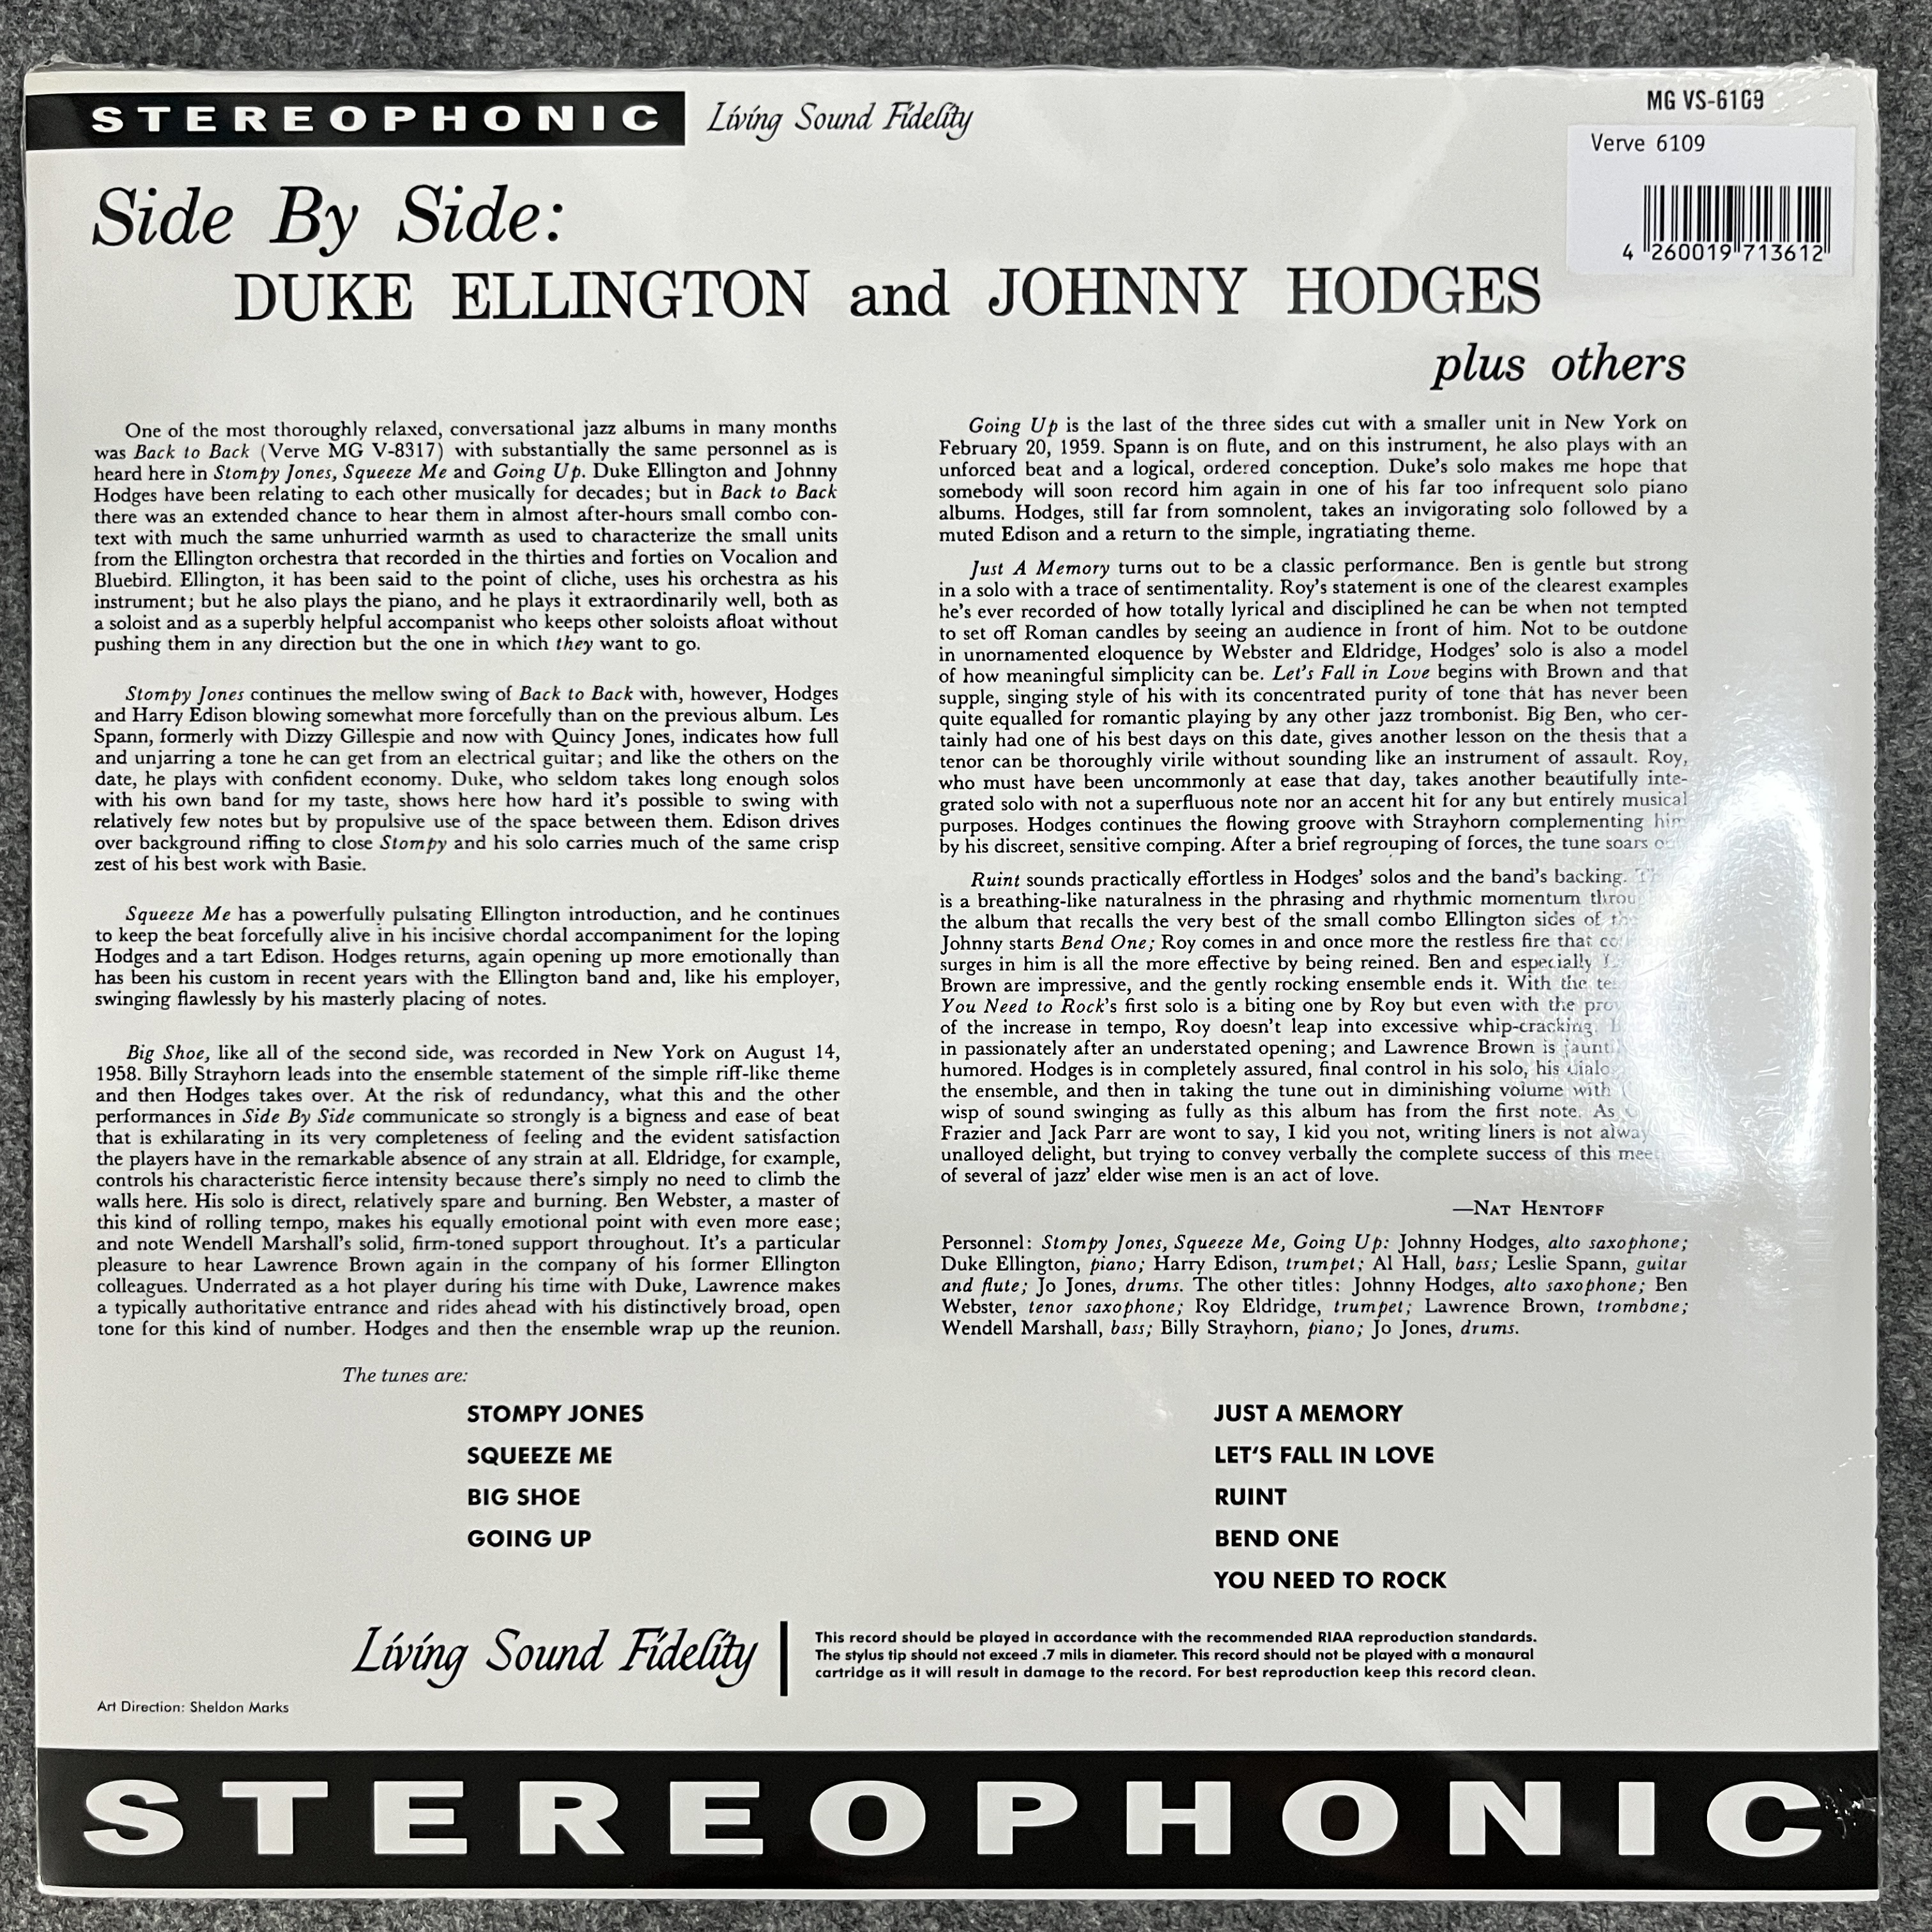 STEREOPHONIC Living Sound Fidelity
MG VS-6109
Verve 6109
4 260019 713612
Side By Side:
DUKE ELLINGTON and JOHNNY HODGES
plus others
One of the most thoroughly relaxed, conversational jazz albums in many months
was Back to Back (Verve MG V-8317) with substantially the same personnel as is
heard here in Stompy Jones, Squeeze Me and Going Up. Duke Ellington and Johnny
Hodges have been relating to each other musically for decades; but in Back to Back
there was an extended chance to hear them in almost after-hours small combo con-
text with much the same unhurried warmth as used to characterize the small units
from the Ellington orchestra that recorded in the thirties and forties on Vocalion and
Bluebird. Ellington, it has been said to the point of cliche, uses his orchestra as his
instrument; but he also plays the piano, and he plays it extraordinarily well, both as
a soloist and as a superbly helpful accompanist who keeps other soloists afloat without
pushing them in any direction but the one in which they want to go.
Stompy Jones continues the mellow swing of Back to Back with, however, Hodges
and Harry Edison blowing somewhat more forcefully than on the previous album. Les
Spann, formerly with Dizzy Gillespie and now with Quincy Jones, indicates how full
and unjarring a tone he can get from an electrical guitar; and like the others on the
date, he plays with confident economy. Duke, who seldom takes long enough solos
with his own band for my taste, shows here how hard it's possible to swing with
relatively few notes but by propulsive use of the space between them. Edison drives
over background riffing to close Stompy and his solo carries much of the same crisp
zest of his best work with Basie.
Squeeze Me has a powerfully pulsating Ellington introduction, and he continues
to keep the beat forcefully alive in his incisive chordal accompaniment for the loping
Hodges and a tart Edison. Hodges returns, again opening up more emotionally than
has been his custom in recent years with the Ellington band and, like his employer,
swinging flawlessly by his masterly placing of notes.
Big Shoe, like all of the second side, was recorded in New York on August 14,
1958. Billy Strayhorn leads into the ensemble statement of the simple riff-like theme
and then Hodges takes over. At the risk of redundancy, what this and the other
performances in Side By Side communicate so strongly is a bigness and ease of beat
that is exhilarating in its very completeness of feeling and the evident satisfaction
the players have in the remarkable absence of any strain at all. Eldridge, for example,
controls his characteristic fierce intensity because there's simply no need to climb the
walls here. His solo is direct, relatively spare and burning. Ben Webster, a master of
this kind of rolling tempo, makes his equally emotional point with even more ease;
and note Wendell Marshall's solid, firm-toned support throughout. It's a particular
pleasure to hear Lawrence Brown again in the company of his former Ellington
colleagues. Underrated as a hot player during his time with Duke, Lawrence makes
a typically authoritative entrance and rides ahead with his distinctively broad, open
tone for this kind of number. Hodges and then the ensemble wrap up the reunion.
Going Up is the last of the three sides cut with a smaller unit in New York on
February 20, 1959. Spann is on flute, and on this instrument, he also plays with an
unforced beat and a logical, ordered conception. Duke's solo makes me hope that
somebody will soon record him again in one of his far too infrequent solo piano
albums. Hodges, still far from somnolent, takes an invigorating solo followed by a
muted Edison and a return to the simple, ingratiating theme.
Just A Memory turns out to be a classic performance. Ben is gentle but strong
in a solo with a trace of sentimentality. Roy's statement is one of the clearest examples
he's ever recorded of how totally lyrical and disciplined he can be when not tempted
to set off Roman candles by seeing an audience in front of him. Not to be outdone
in unornamented eloquence by Webster and Eldridge, Hodges' solo is also a model
of how meaningful simplicity can be. Let's Fall in Love begins with Brown and that
supple, singing style of his with its concentrated purity of tone that has never been
quite equalled for romantic playing by any other jazz trombonist. Big Ben, who cer-
tainly had one of his best days on this date, gives another lesson on the thesis that a
tenor can be thoroughly virile without sounding like an instrument of assault. Roy,
who must have been uncommonly at ease that day, takes another beautifully inte-
grated solo with not a superfluous note nor an accent hit for any but entirely musical
purposes. Hodges continues the flowing groove with Strayhorn complementing him
by his discreet, sensitive comping. After a brief regrouping of forces, the tune soars
Ruint sounds practically effortless in Hodges' solos and the band's backing.
is a breathing-like naturalness in the phrasing and rhythmic momentum
the album that recalls the very best of the small combo Ellington sides of
Johnny starts Bend One; Roy comes in and once more the restless fire that
surges in him is all the more effective by being reined. Ben and especially
Brown are impressive, and the gently rocking ensemble ends it. With the
You Need to Rock's first solo is a biting one by Roy but even with the
of the increase in tempo, Roy doesn't leap into excessive whip-cracking.
in passionately after an understated opening; and Lawrence Brown is
humored. Hodges is in completely assured, final control in his solo, his
the ensemble, and then in taking the tune out in diminishing volume with
wisp of sound swinging as fully as this album has from the first note. As
Frazier and Jack Parr are wont to say, I kid you not, writing liners is not
unalloyed delight, but trying to convey verbally the complete success of this
of several of jazz' elder wise men is an act of love.
—NAT HENTOFF
Personnel: Stompy Jones, Squeeze Me, Going Up: Johnny Hodges, alto saxophone;
Duke Ellington, piano; Harry Edison, trumpet; Al Hall, bass; Leslie Spann, guitar
and flute; Jo Jones, drums. The other titles: Johnny Hodges, alto saxophone; Ben
Webster, tenor saxophone; Roy Eldridge, trumpet; Lawrence Brown, trombone;
Wendell Marshall, bass; Billy Strayhorn, piano; Jo Jones, drums.
The tunes are:
STOMPY JONES
SQUEEZE ME
BIG SHOE
GOING UP
JUST A MEMORY
LET'S FALL IN LOVE
RUINT
BEND ONE
YOU NEED TO ROCK
Living Sound Fidelity
This record should be played in accordance with the recommended RIAA reproduction standards.
The stylus tip should not exceed .7 mils in diameter. This record should not be played with a monaural
cartridge as it will result in damage to the record. For best reproduction keep this record clean.
Art Direction: Sheldon Marks
STEREOPHONIC